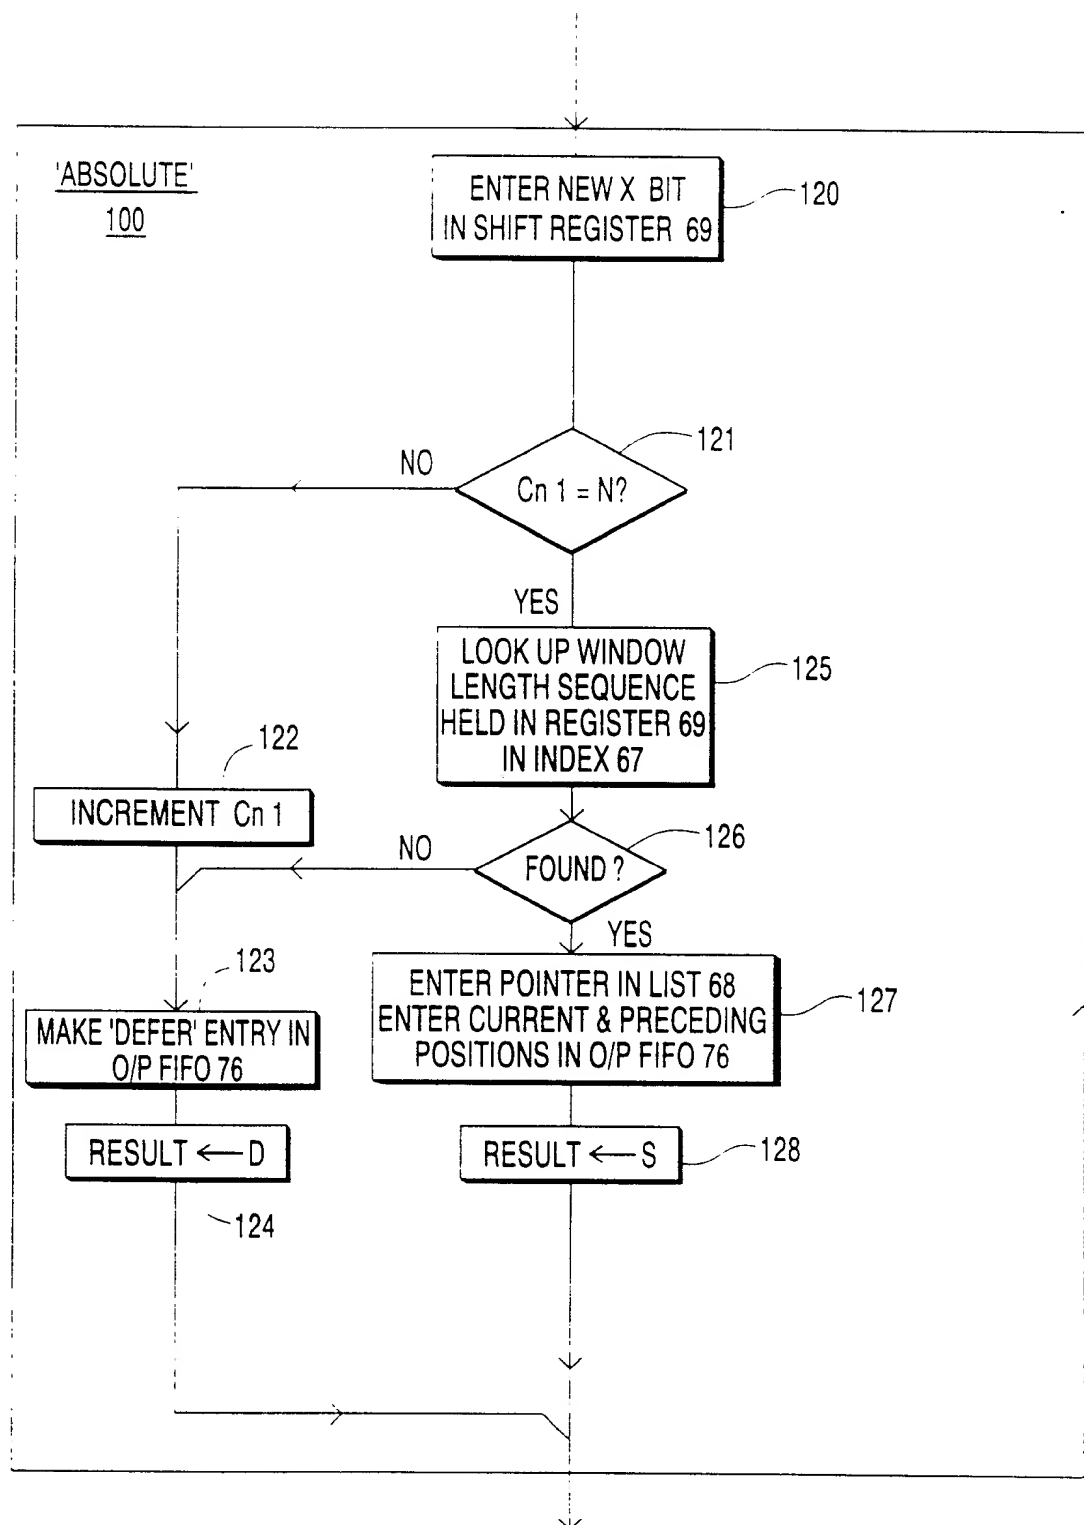 'ABSOLUTE'
100
ENTER NEW X BIT
IN SHIFT REGISTER 69
120
121
NO
Cn 1 = N?
YES
LOOK UP WINDOW
LENGTH SEQUENCE
HELD IN REGISTER 69
IN INDEX 67
125
122
INCREMENT Cn 1
NO
126
FOUND ?
YES
123
MAKE 'DEFER' ENTRY IN
O/P FIFO 76
ENTER POINTER IN LIST 68
ENTER CURRENT & PRECEDING
POSITIONS IN O/P FIFO 76
127
RESULT ← D
124
RESULT ← S
128